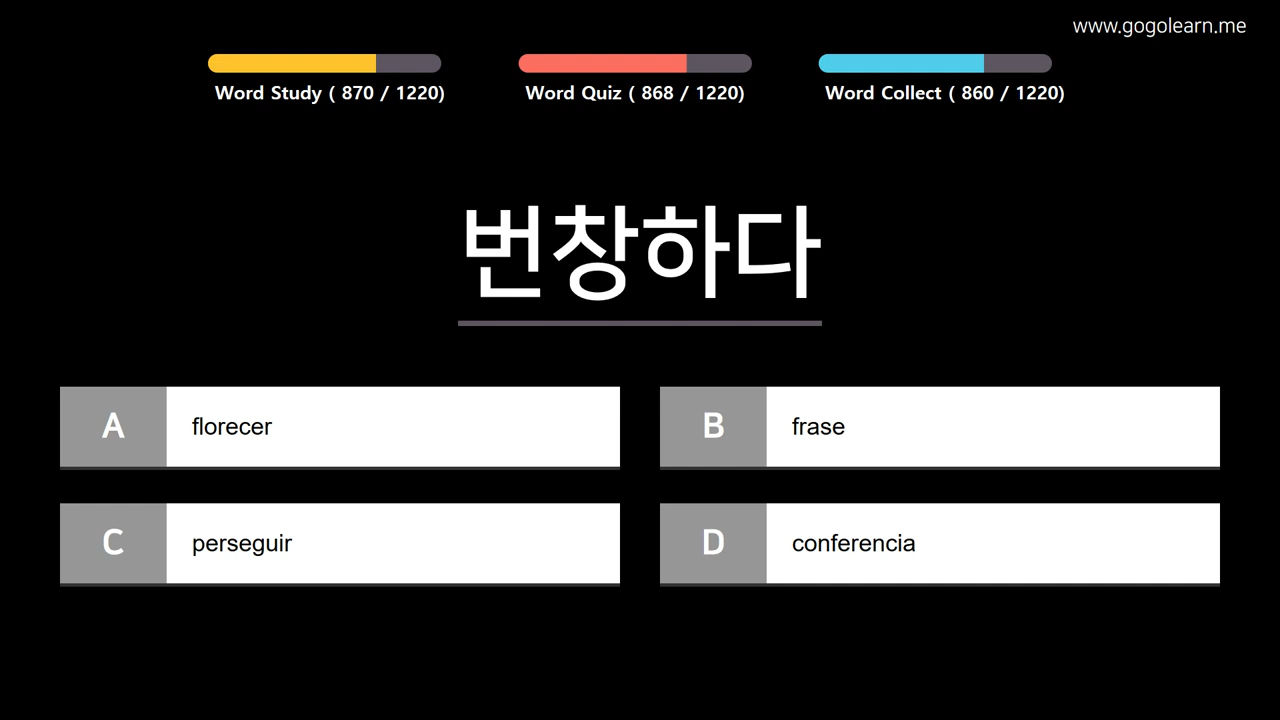 www.gogolearn.me
Word Study ( 870 / 1220)
Word Quiz ( 868 / 1220)
Word Collect ( 860 / 1220)
번창하다
A florecer
B frase
C perseguir
D conferencia